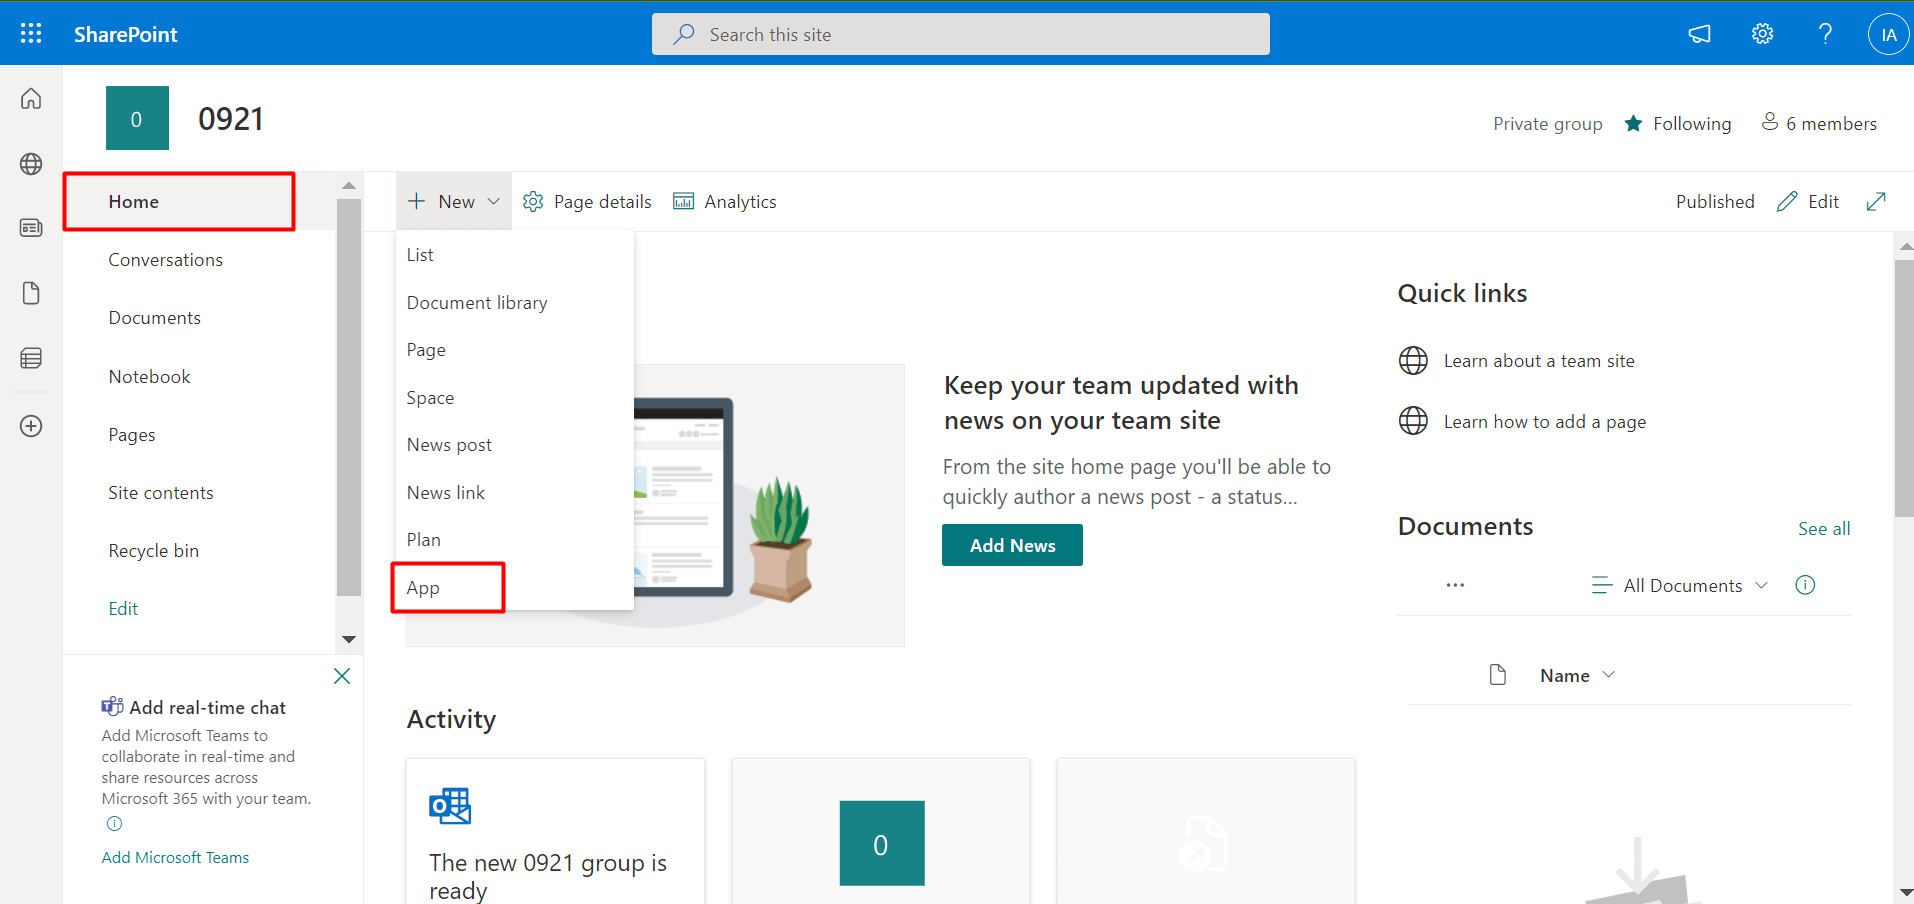 SharePoint
Search this site
IA
0
0921
Private group
Following
6 members
Home
Conversations
Documents
Notebook
Pages
Site contents
Recycle bin
Edit
Add real-time chat
Add Microsoft Teams to
collaborate in real-time and
share resources across
Microsoft 365 with your team.
Add Microsoft Teams
New
Page details
Analytics
Published
Edit
List
Document library
Page
Space
News post
News link
Plan
App
Keep your team updated with
news on your team site
From the site home page you'll be able to
quickly author a news post - a status...
Add News
Quick links
Learn about a team site
Learn how to add a page
Documents
See all
All Documents
Name
Activity
The new 0921 group is
ready
0